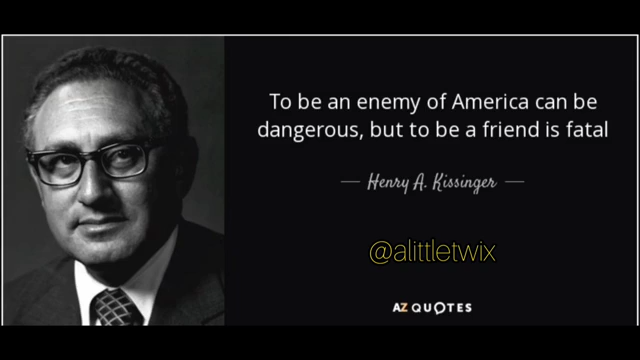 To be an enemy of America can be
dangerous, but to be a friend is fatal
— Henry A. Kissinger —
@alittletwix
AZ QUOTES